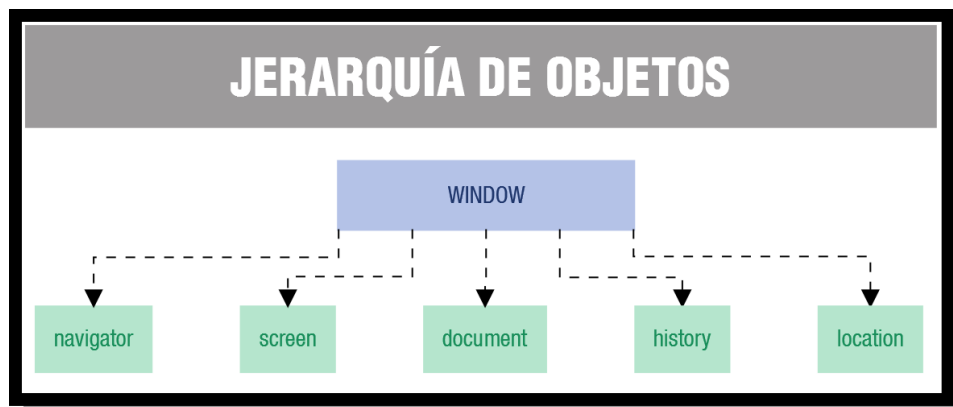 JERARQUÍA DE OBJETOS
WINDOW
navigator
screen
document
history
location